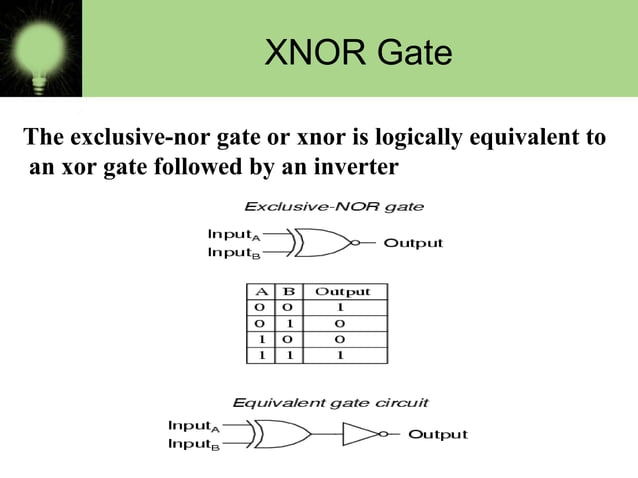 XNOR Gate
The exclusive-nor gate or xnor is logically equivalent to
an xor gate followed by an inverter
Exclusive-NOR gate
InputA
InputB
Output
A B Output
0 0 1
0 1 0
1 0 0
1 1 1
Equivalent gate circuit
InputA
InputB
Output